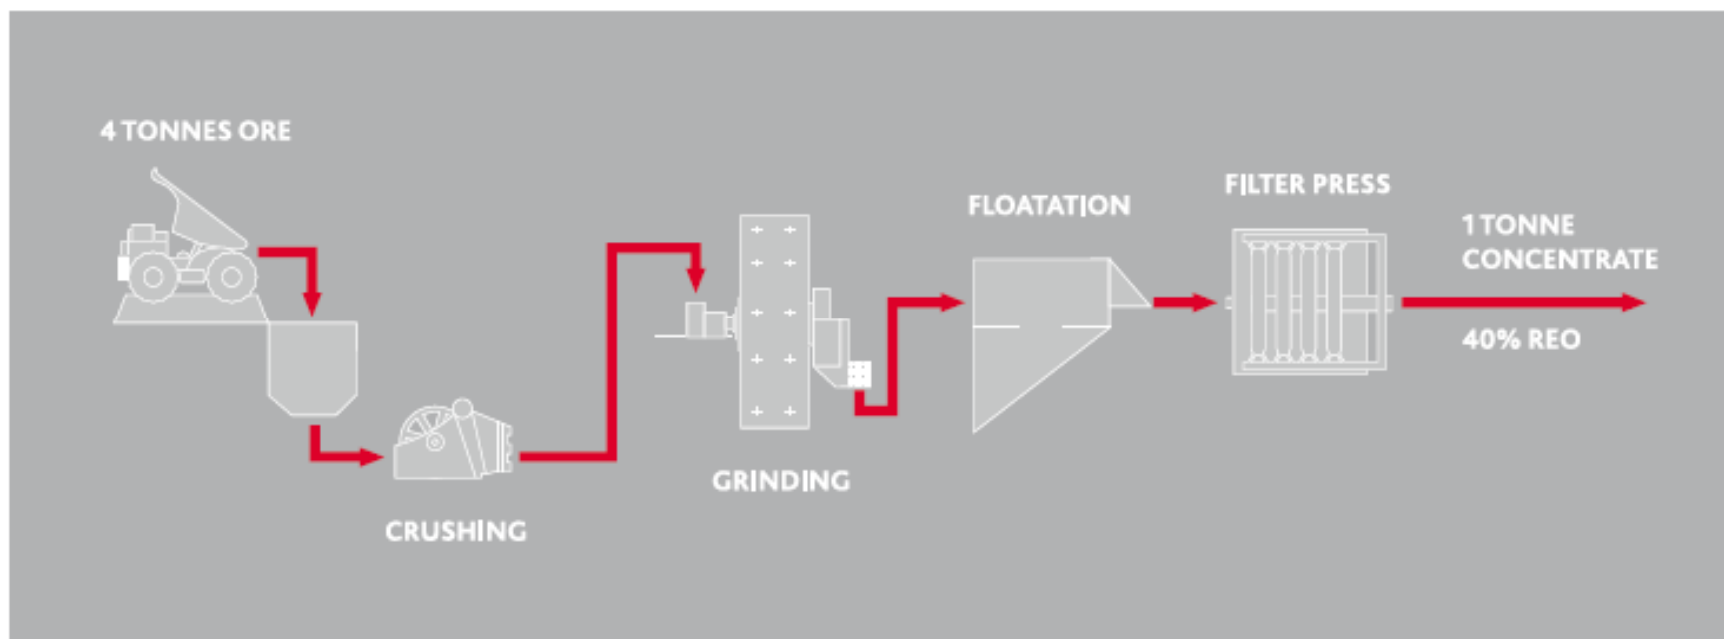 4 TONNES ORE
CRUSHING
GRINDING
FLOATATION
FILTER PRESS
1 TONNE
CONCENTRATE
40% REO